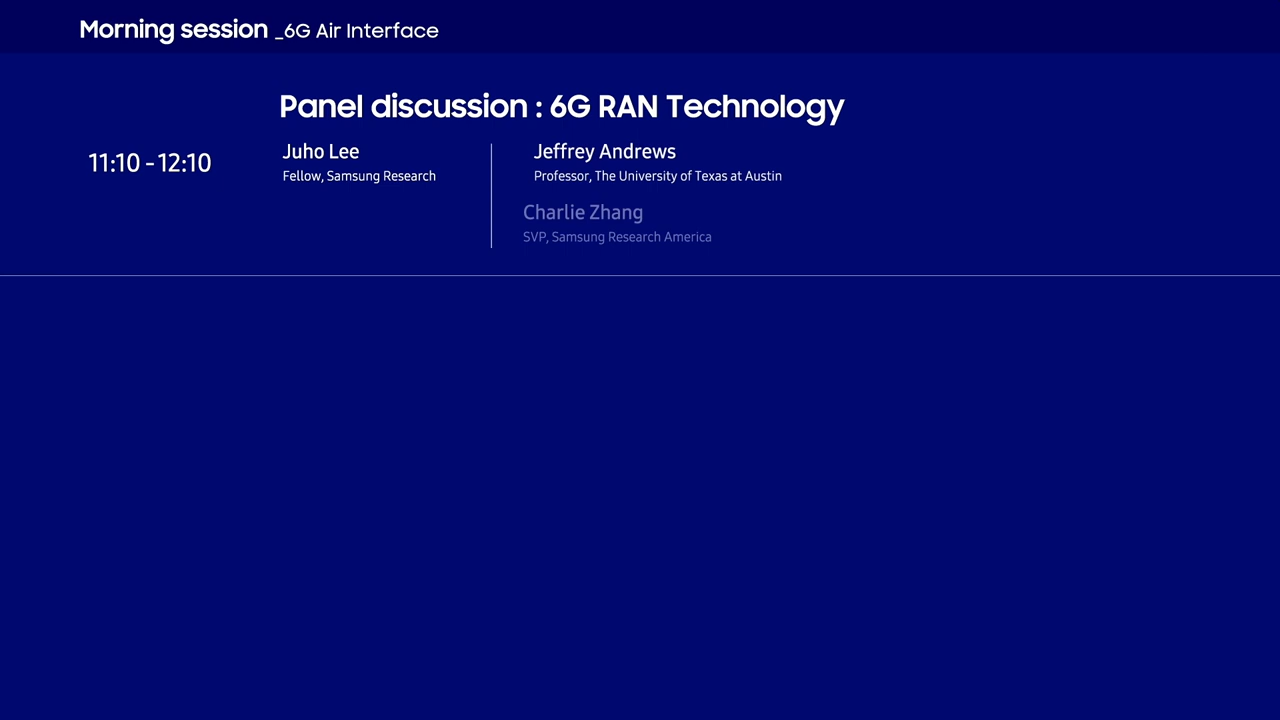 Morning session _6G Air Interface
Panel discussion : 6G RAN Technology
11:10 - 12:10
Juho Lee
Fellow, Samsung Research
Jeffrey Andrews
Professor, The University of Texas at Austin
Charlie Zhang
SVP, Samsung Research America